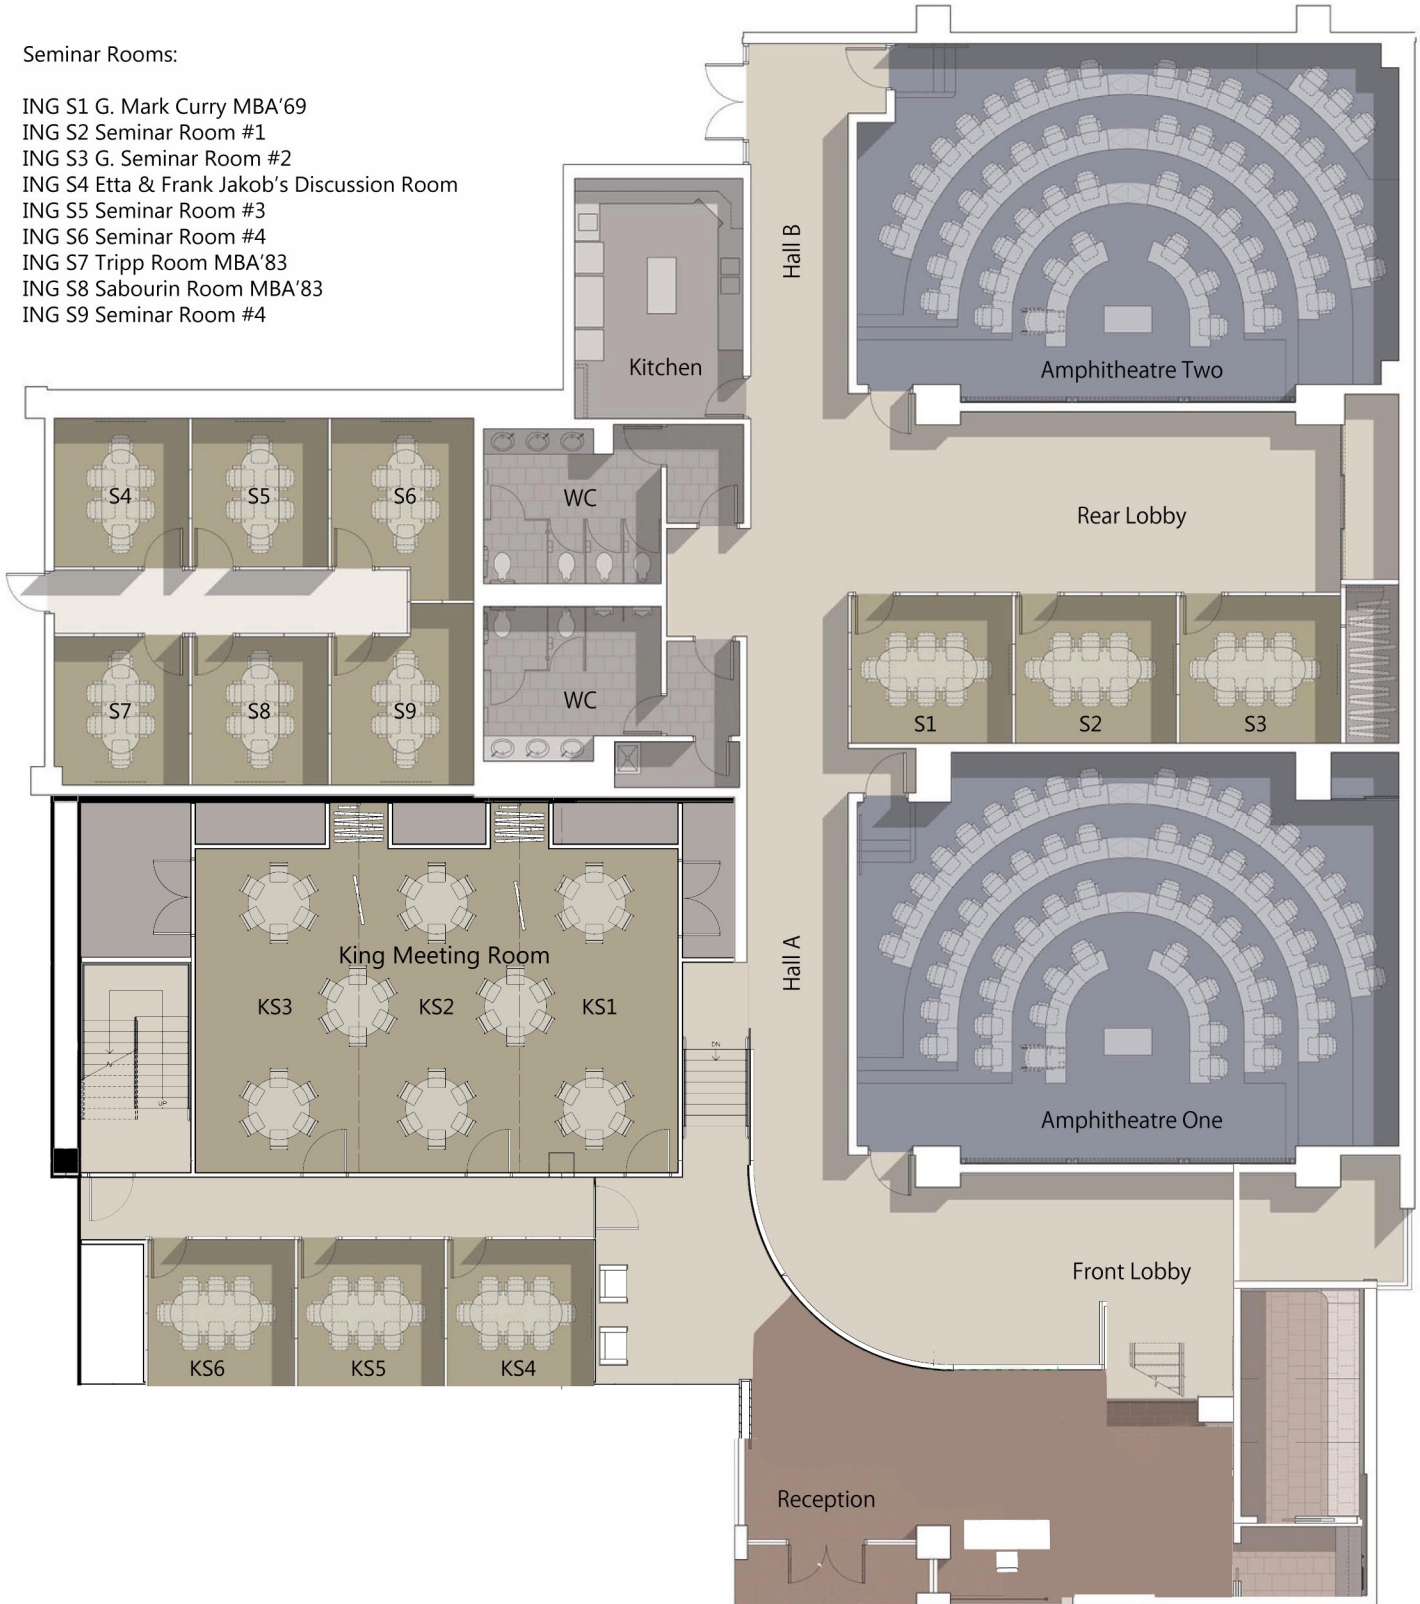 Seminar Rooms:
ING S1 G. Mark Curry MBA'69
ING S2 Seminar Room #1
ING S3 G. Seminar Room #2
ING S4 Etta & Frank Jakob's Discussion Room
ING S5 Seminar Room #3
ING S6 Seminar Room #4
ING S7 Tripp Room MBA'83
ING S8 Sabourin Room MBA'83
ING S9 Seminar Room #4
Hall B
Kitchen
Amphitheatre Two
S4
S5
S6
WC
Rear Lobby
S7
S8
S9
WC
S1
S2
S3
King Meeting Room
Hall A
KS3
KS2
KS1
DN
UP
Amphitheatre One
Front Lobby
KS6
KS5
KS4
Reception